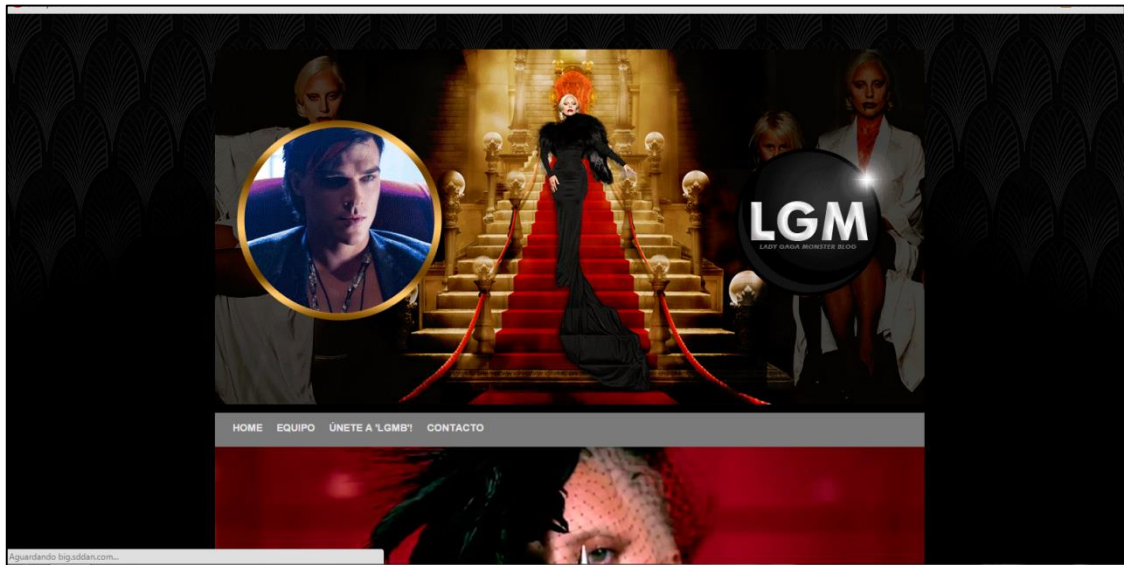 LGM
LADY GAGA MONSTER BLOG
HOME EQUIPO ÚNETE A 'LGMB'! CONTACTO
Aguardando big.sddan.com...